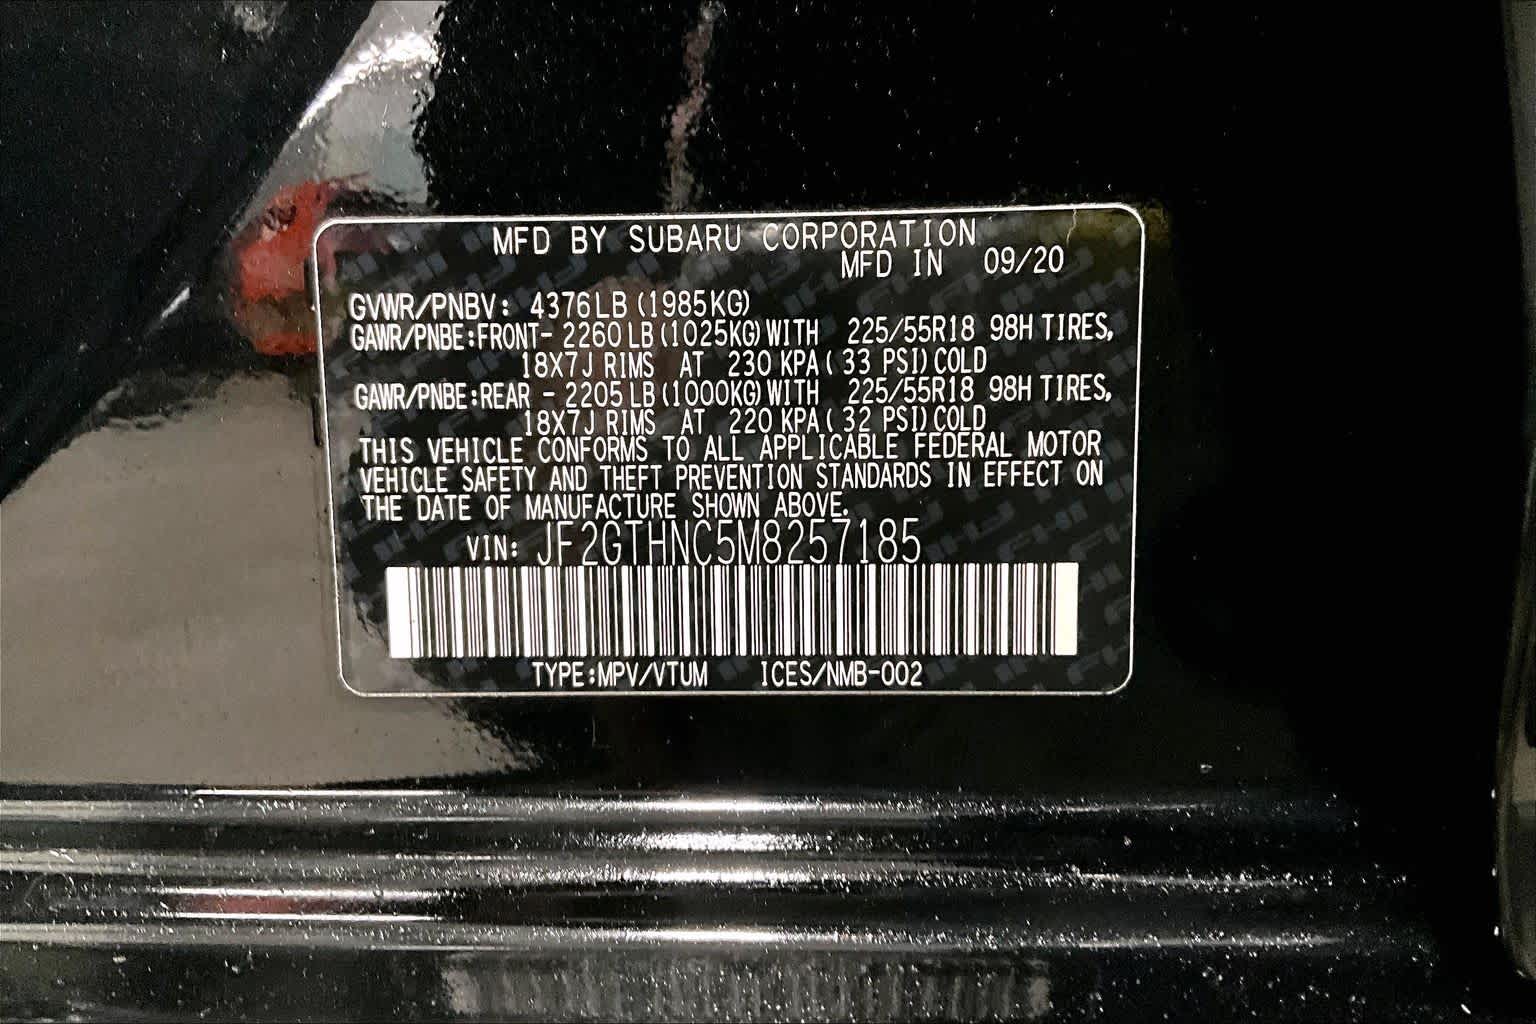 MFD BY SUBARU CORPORATION
MFD IN 09/20
GVWR/PNBV: 4376LB (1985KG)
GAWR/PNBE:FRONT- 2260 LB (1025KG) WITH 225/55R18 98H TIRES,
18X7J RIMS AT 230 KPA ( 33 PSI) COLD
GAWR/PNBE:REAR - 2205 LB (1000KG) WITH 225/55R18 98H TIRES,
18X7J RIMS AT 220 KPA ( 32 PSI) COLD
THIS VEHICLE CONFORMS TO ALL APPLICABLE FEDERAL MOTOR
VEHICLE SAFETY AND THEFT PREVENTION STANDARDS IN EFFECT ON
THE DATE OF MANUFACTURE SHOWN ABOVE.
VIN: JF2GTHNC5M8257185
TYPE:MPV/VTUM ICES/NMB-002